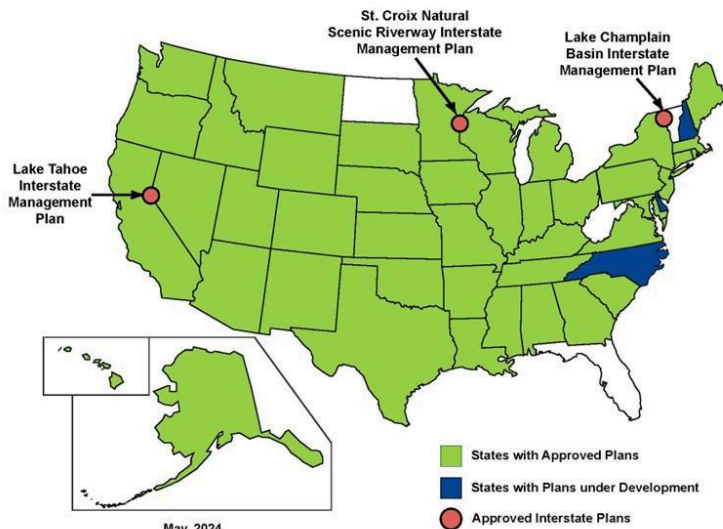 St. Croix Natural
Scenic Riverway Interstate
Management Plan
Lake Champlain
Basin Interstate
Management Plan
Lake Tahoe
Interstate
Management
Plan
States with Approved Plans
States with Plans under Development
Approved Interstate Plans
May, 2024